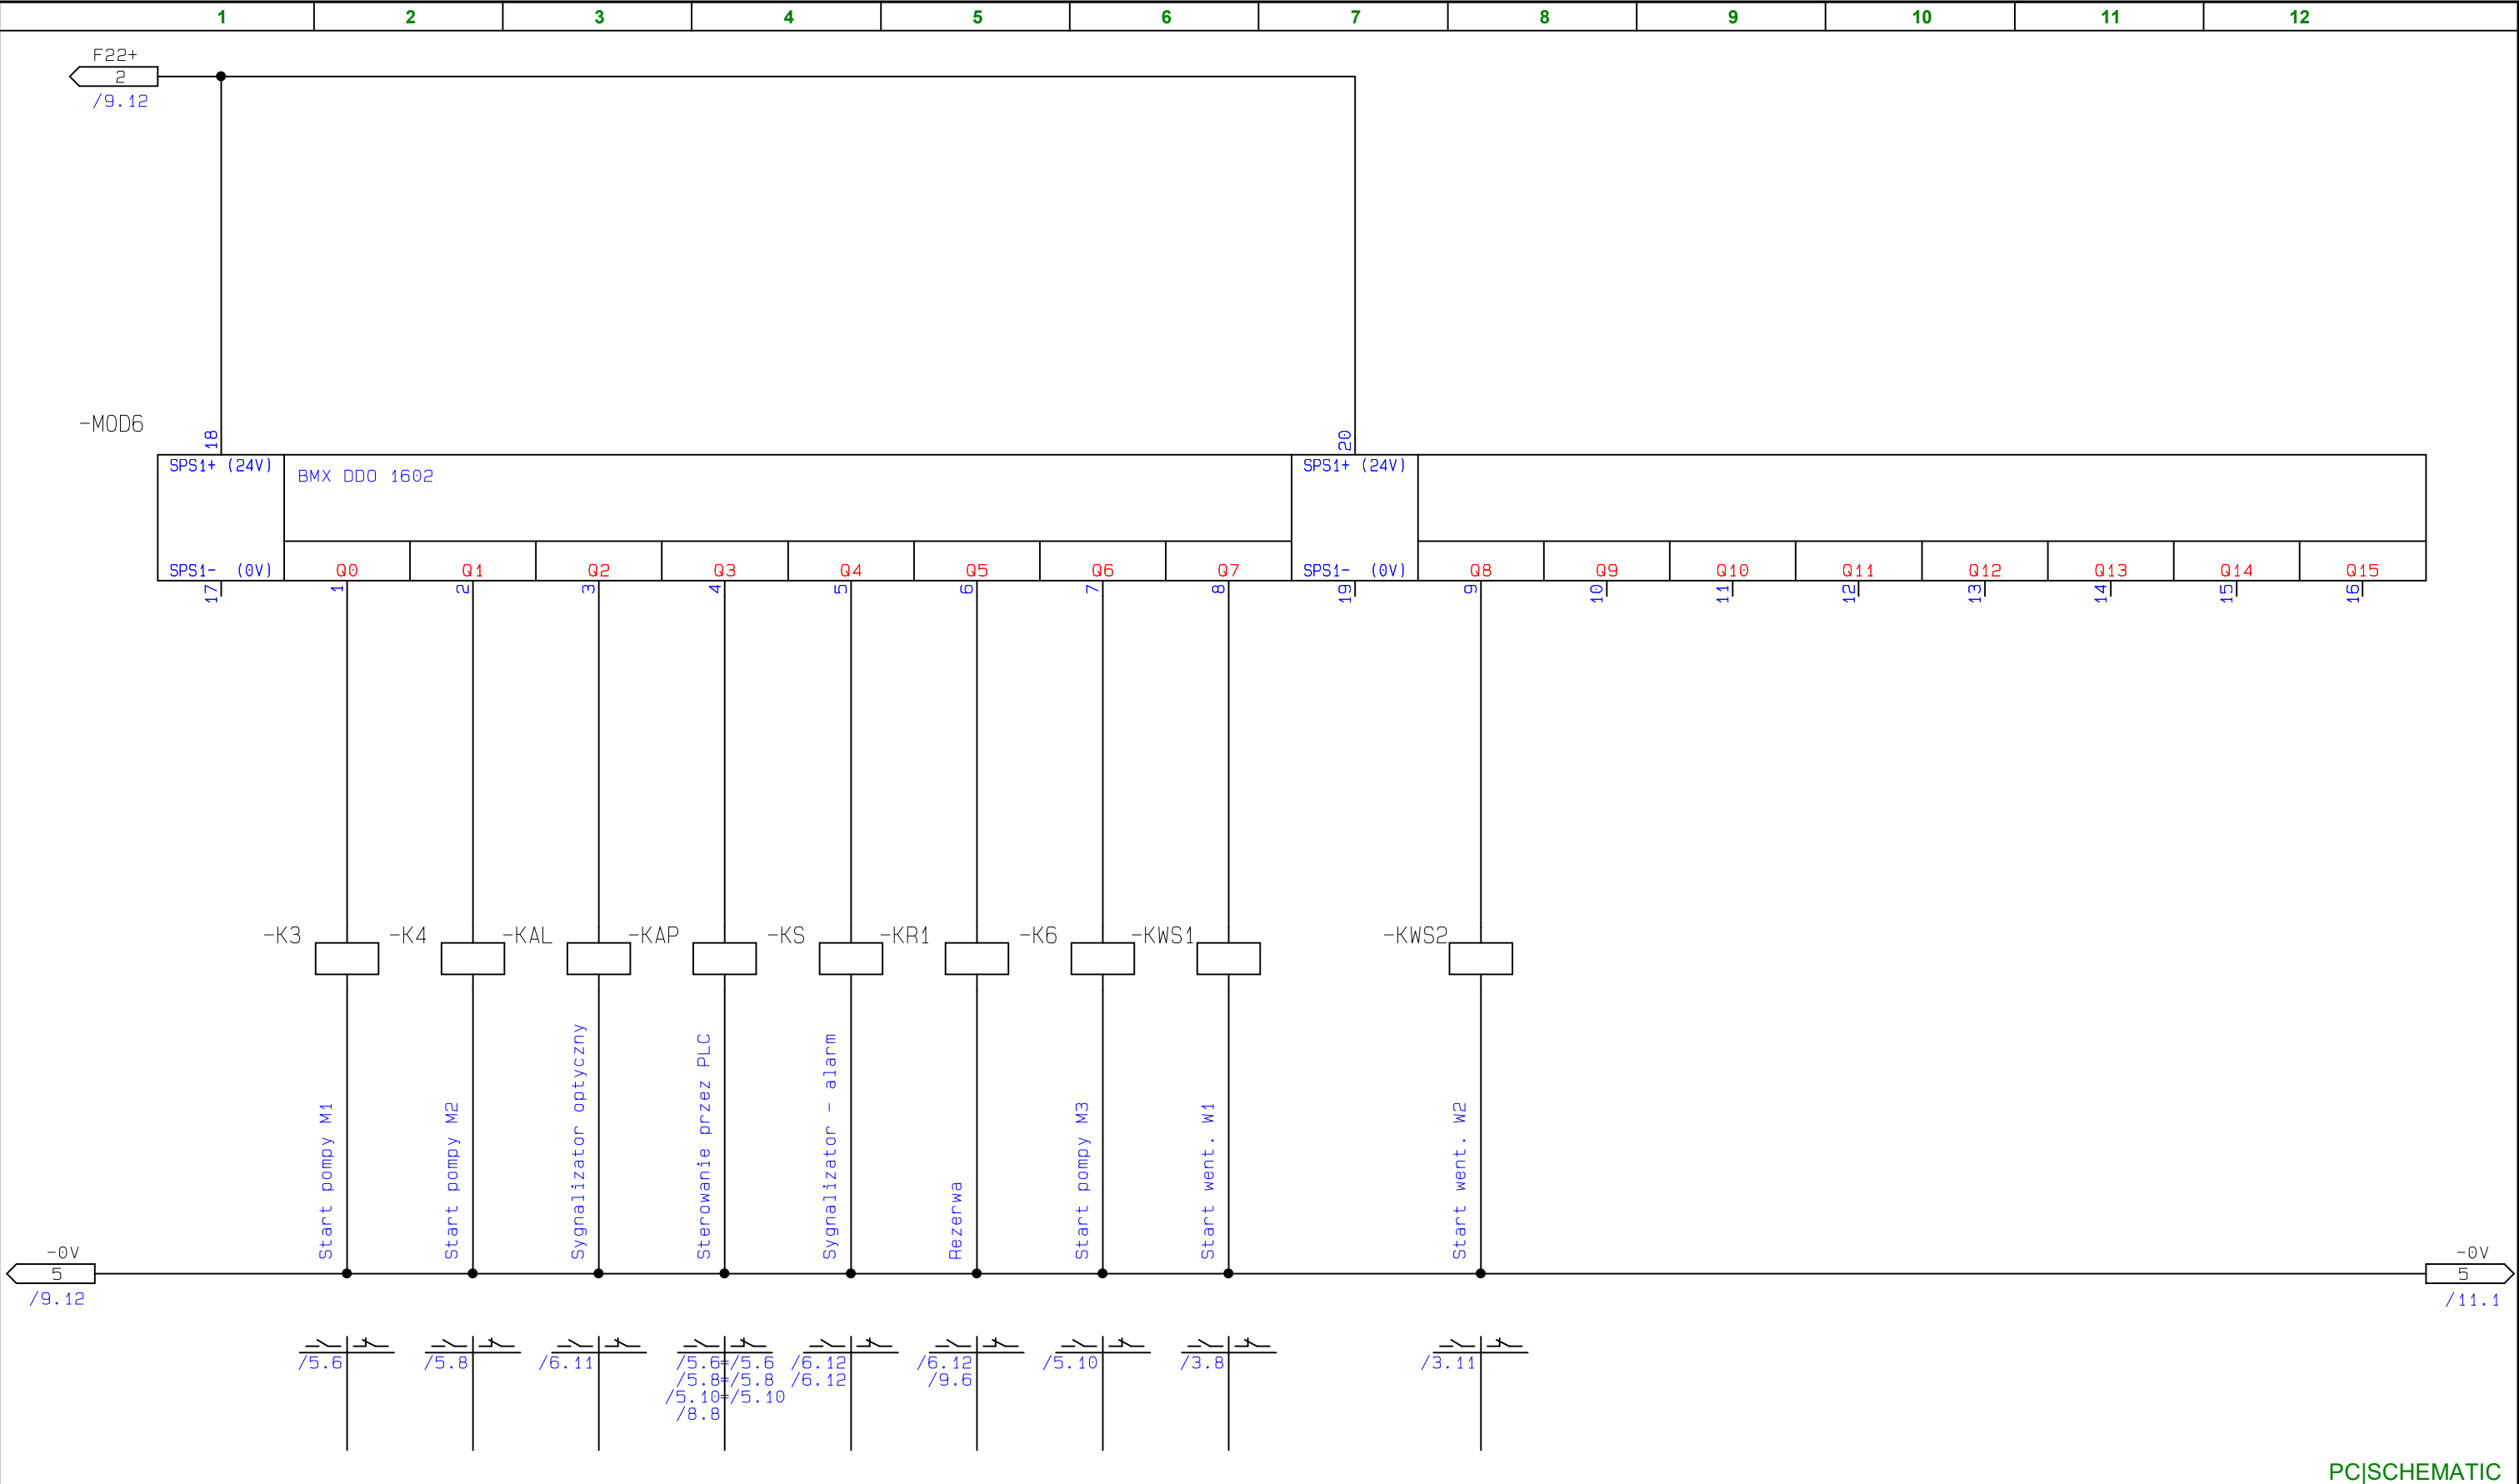 1 2 3 4 5 6 7 8 9 10 11 12
F22+
2
/9.12
-MOD6
18
20
SPS1+ (24V)
BMX DDO 1602
SPS1+ (24V)
SPS1- (0V)
Q0 Q1 Q2 Q3 Q4 Q5 Q6 Q7
SPS1- (0V)
Q8 Q9 Q10 Q11 Q12 Q13 Q14 Q15
17 1 2 3 4 5 6 7 8 19 9 10 11 12 13 14 15 16
-K3 -K4 -KAL -KAP -KS -KR1 -K6 -KWS1 -KWS2
Start pompy M1
Start pompy M2
Sygnalizator optyczny
Sterowanie przez PLC
Sygnalizator - alarm
Rezerwa
Start pompy M3
Start went. W1
Start went. W2
-0V
5
/9.12
-0V
5
/11.1
/5.6
/5.8
/6.11
/5.6=/5.6
/5.8=/5.8
/5.10=/5.10
/8.8
/6.12
/6.12
/6.12
/9.6
/5.10
/3.8
/3.11
PC|SCHEMATIC